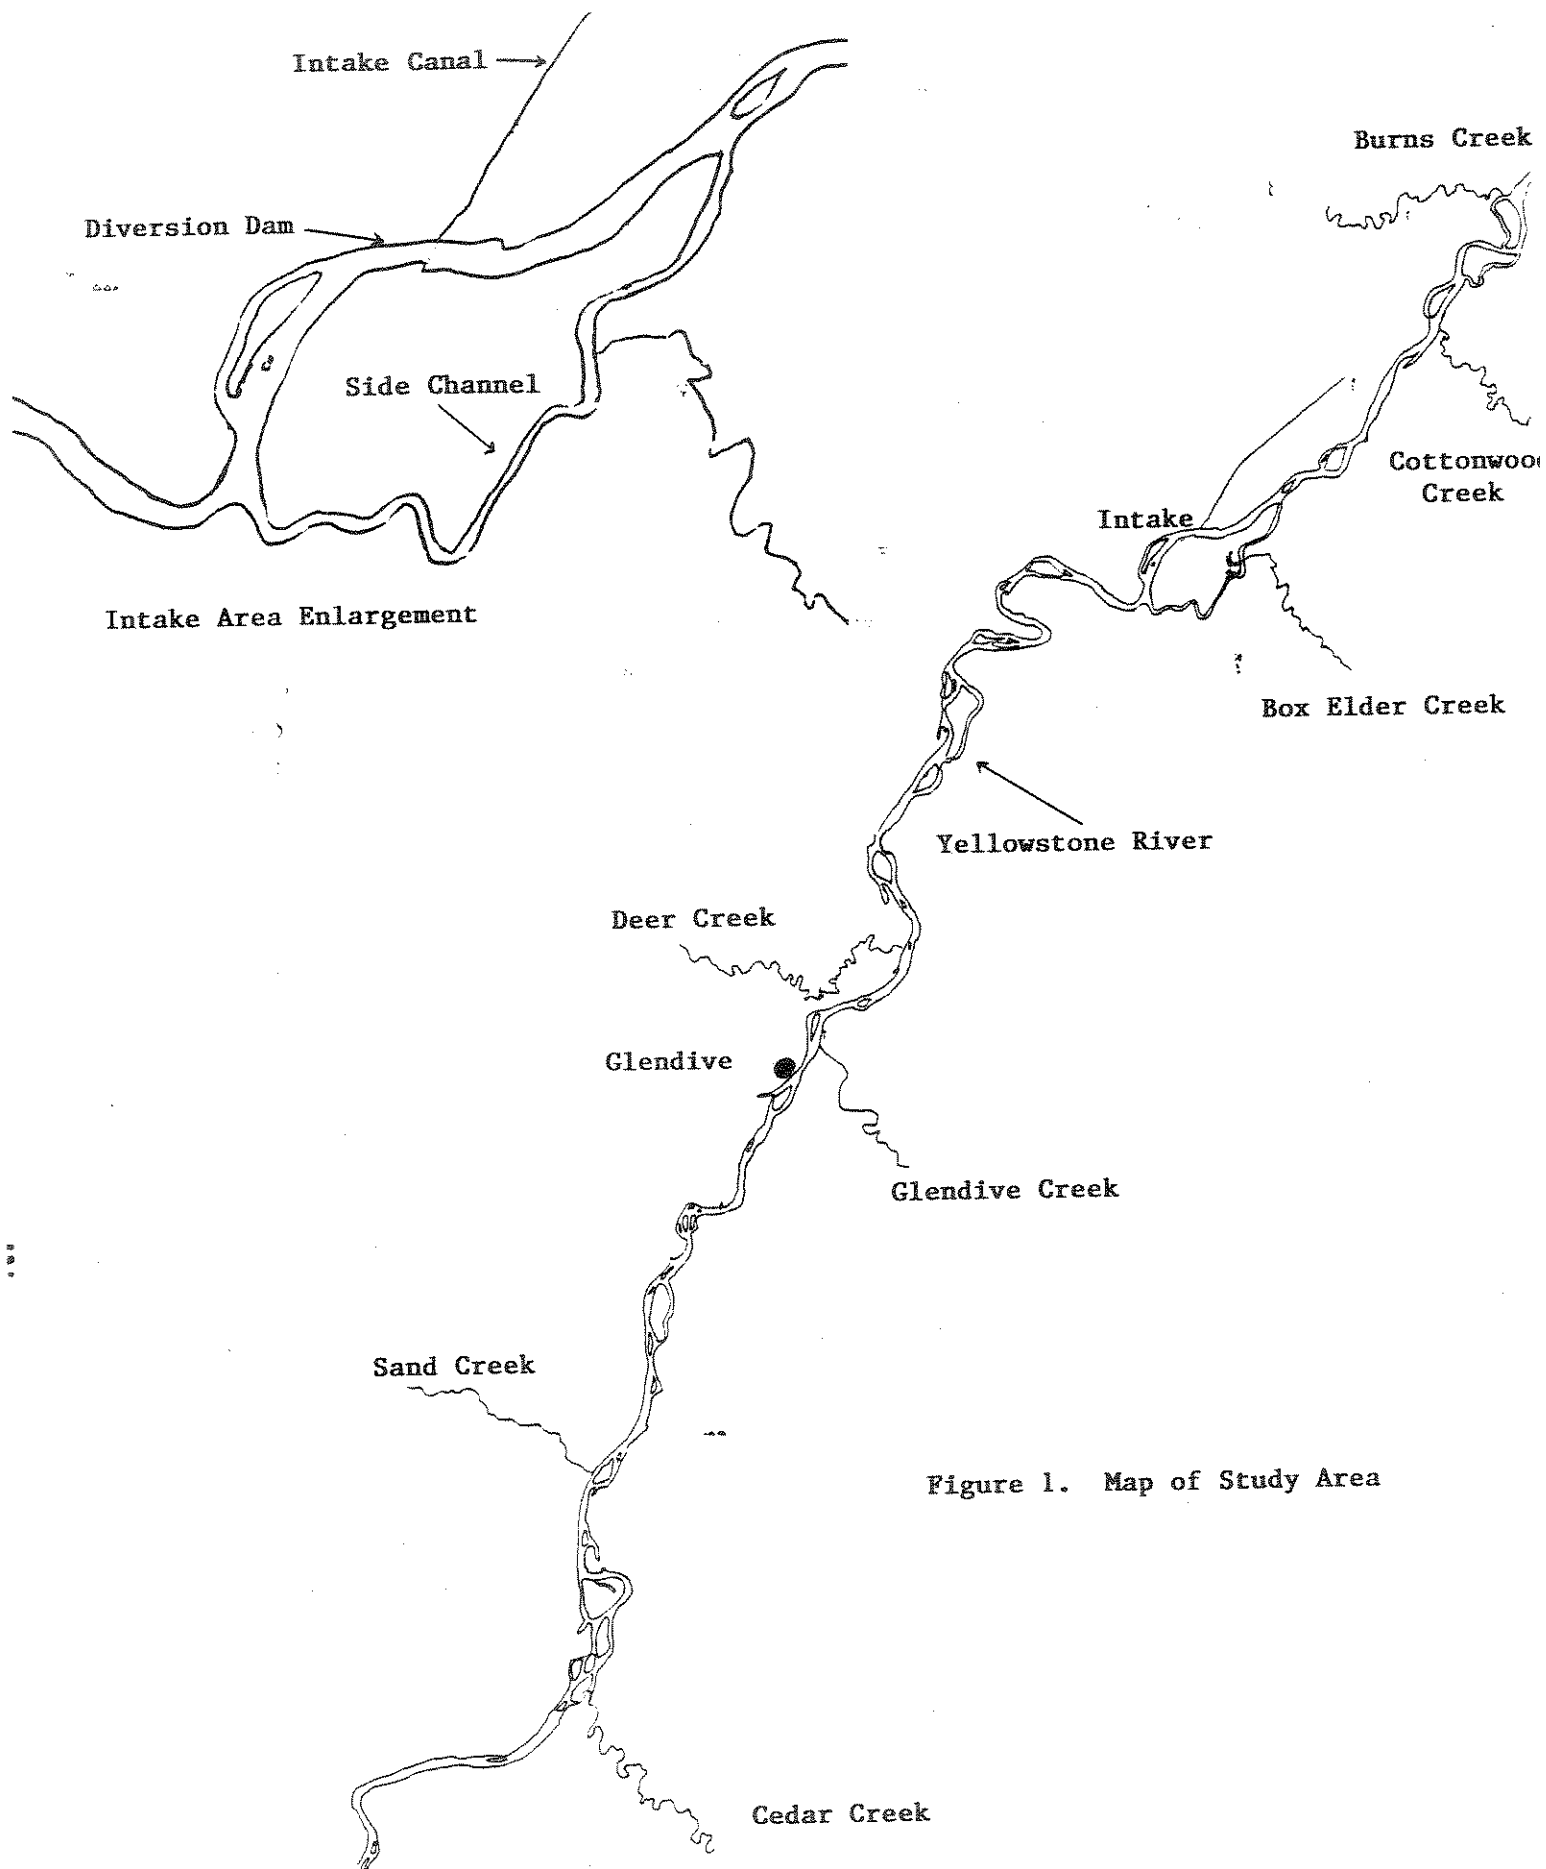 Intake Canal
Burns Creek
Diversion Dam
Side Channel
Cottonwood
Creek
Intake
Intake Area Enlargement
Box Elder Creek
Yellowstone River
Deer Creek
Glendive
Glendive Creek
Sand Creek
Figure 1. Map of Study Area
Cedar Creek